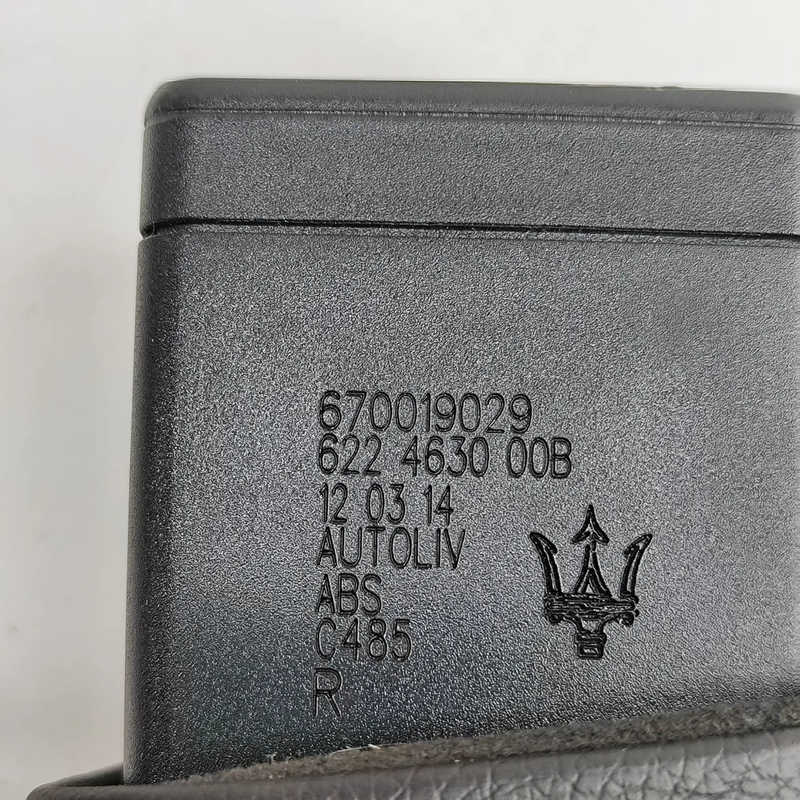 670019029
622 4630 00B
12 03 14
AUTOLIV
ABS
C485
R